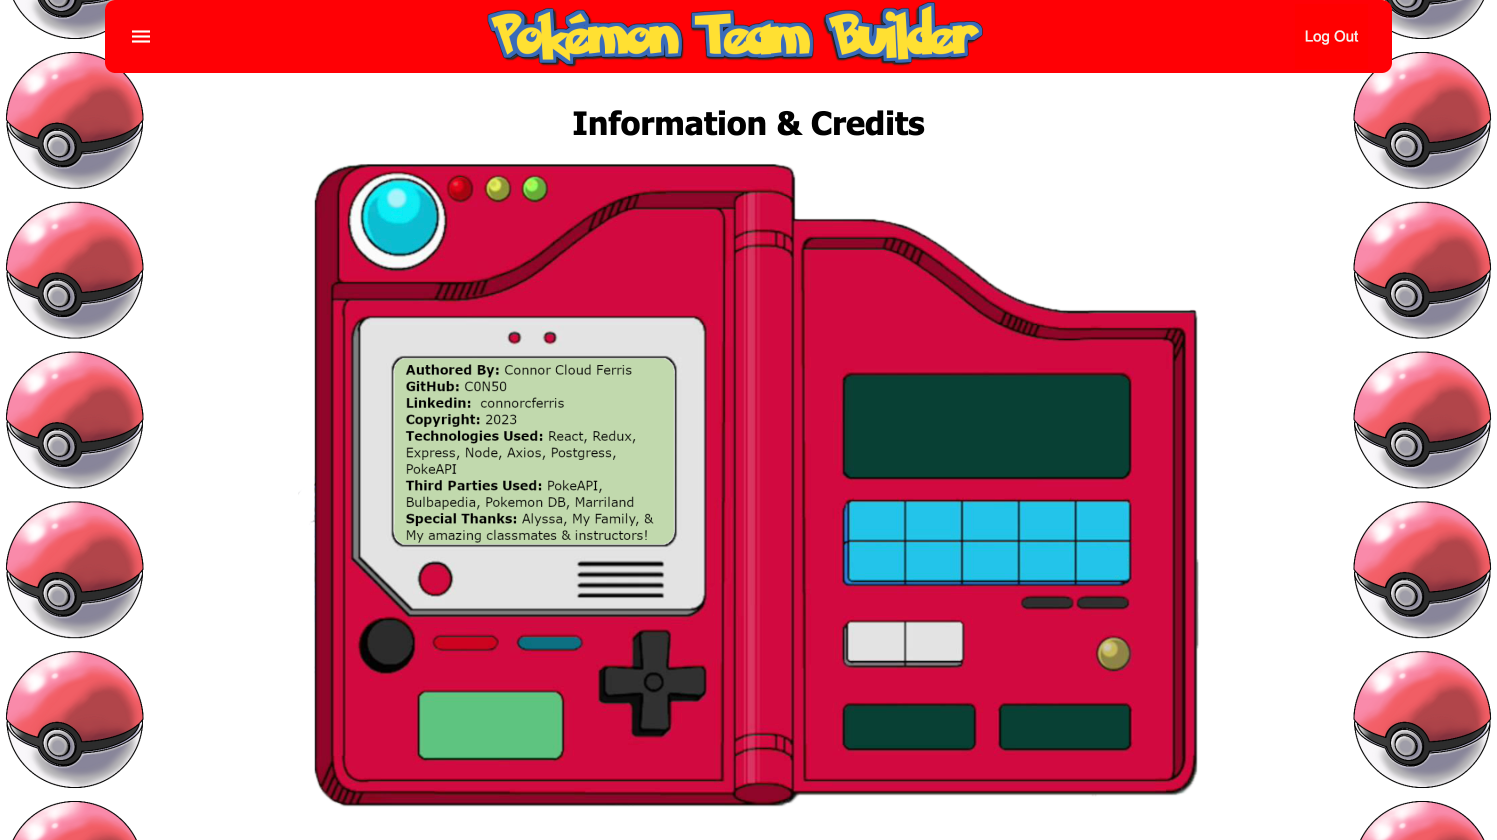 Pokémon Team Builder
Log Out
Information & Credits
Authored By: Connor Cloud Ferris
GitHub: C0N50
Linkedin: connorcferris
Copyright: 2023
Technologies Used: React, Redux,
Express, Node, Axios, Postgress,
PokeAPI
Third Parties Used: PokeAPI,
Bulbapedia, Pokemon DB, Marriland
Special Thanks: Alyssa, My Family, &
My amazing classmates & instructors!